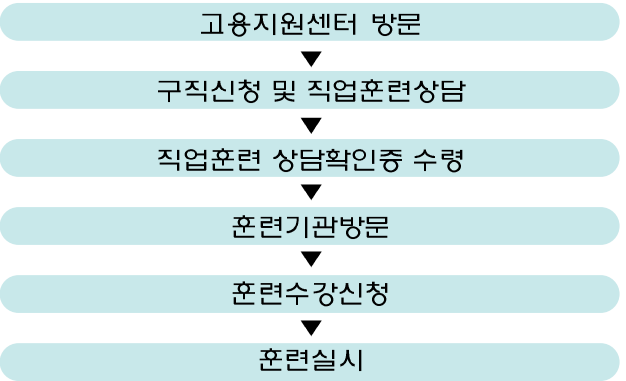 고용지원센터 방문
구직신청 및 직업훈련상담
직업훈련 상담확인증 수령
훈련기관방문
훈련수강신청
훈련실시